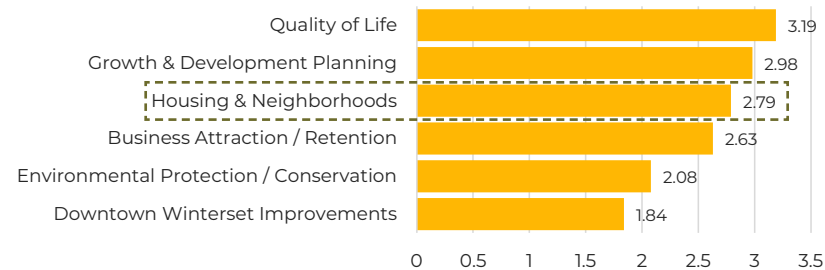 Quality of Life 3.19
Growth & Development Planning 2.98
Housing & Neighborhoods 2.79
Business Attraction / Retention 2.63
Environmental Protection / Conservation 2.08
Downtown Winterset Improvements 1.84
0 0.5 1 1.5 2 2.5 3 3.5